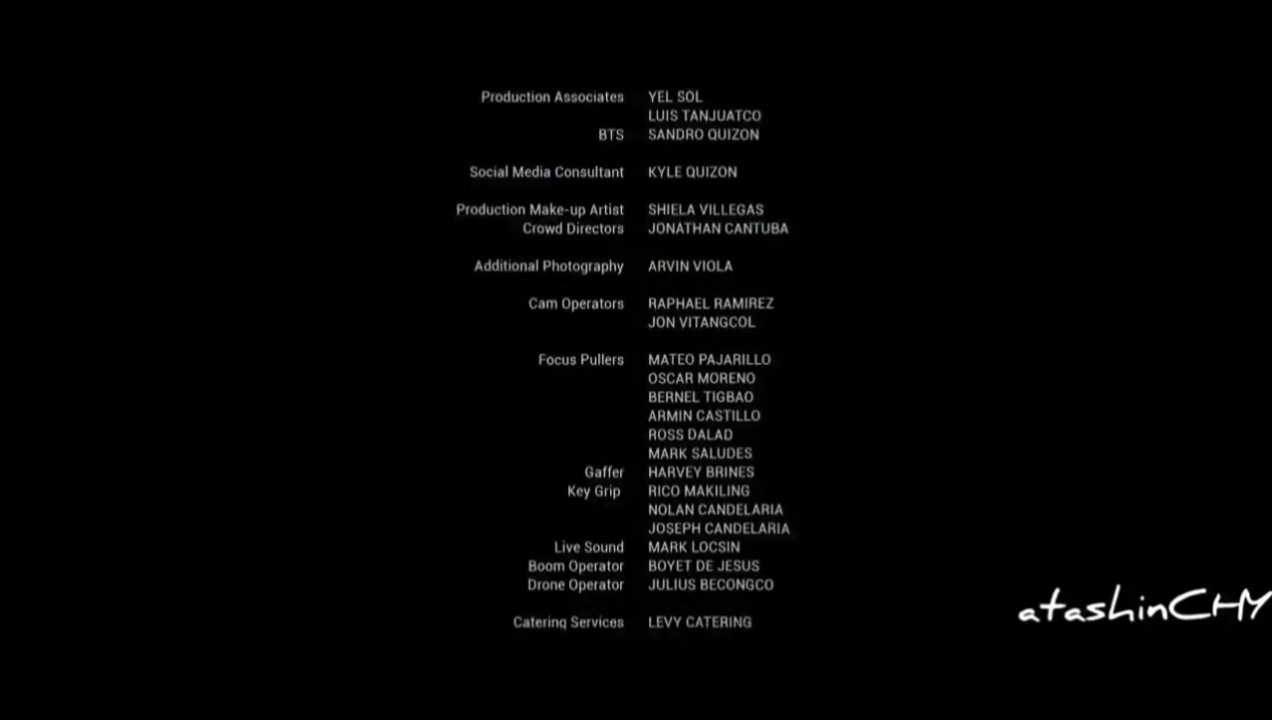 Production Associates YEL SOL
LUIS TANJUATCO
BTS SANDRO QUIZON
Social Media Consultant KYLE QUIZON
Production Make-up Artist SHIELA VILLEGAS
Crowd Directors JONATHAN CANTUBA
Additional Photography ARVIN VIOLA
Cam Operators RAPHAEL RAMIREZ
JON VITANGCOL
Focus Pullers MATEO PAJARILLO
OSCAR MORENO
BERNEL TIGBAO
ARMIN CASTILLO
ROSS DALAD
MARK SALUDES
Gaffer HARVEY BRINES
Key Grip RICO MAKILING
NOLAN CANDELARIA
JOSEPH CANDELARIA
Live Sound MARK LOCSIN
Boom Operator BOYET DE JESUS
Drone Operator JULIUS BECONGCO
Catering Services LEVY CATERING
atashinCHY